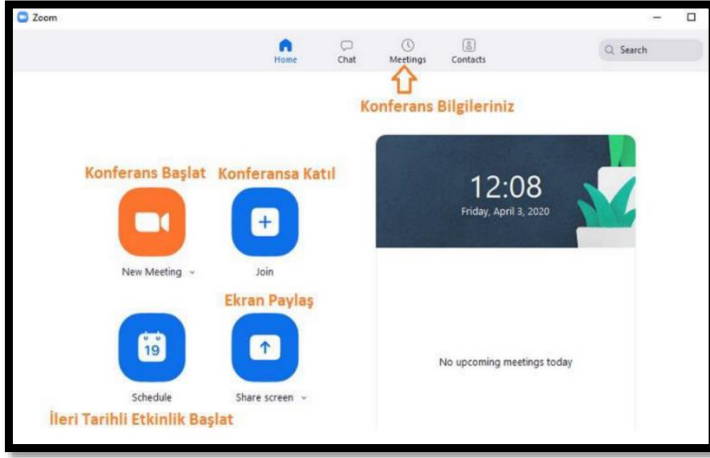 Zoom
Home Chat Meetings Contacts
Search
Konferans Bilgileriniz
Konferans Başlat Konferansa Katıl
12:08
Friday, April 3, 2020
New Meeting Join
Ekran Paylaş
19
No upcoming meetings today
Schedule Share screen
İleri Tarihli Etkinlik Başlat